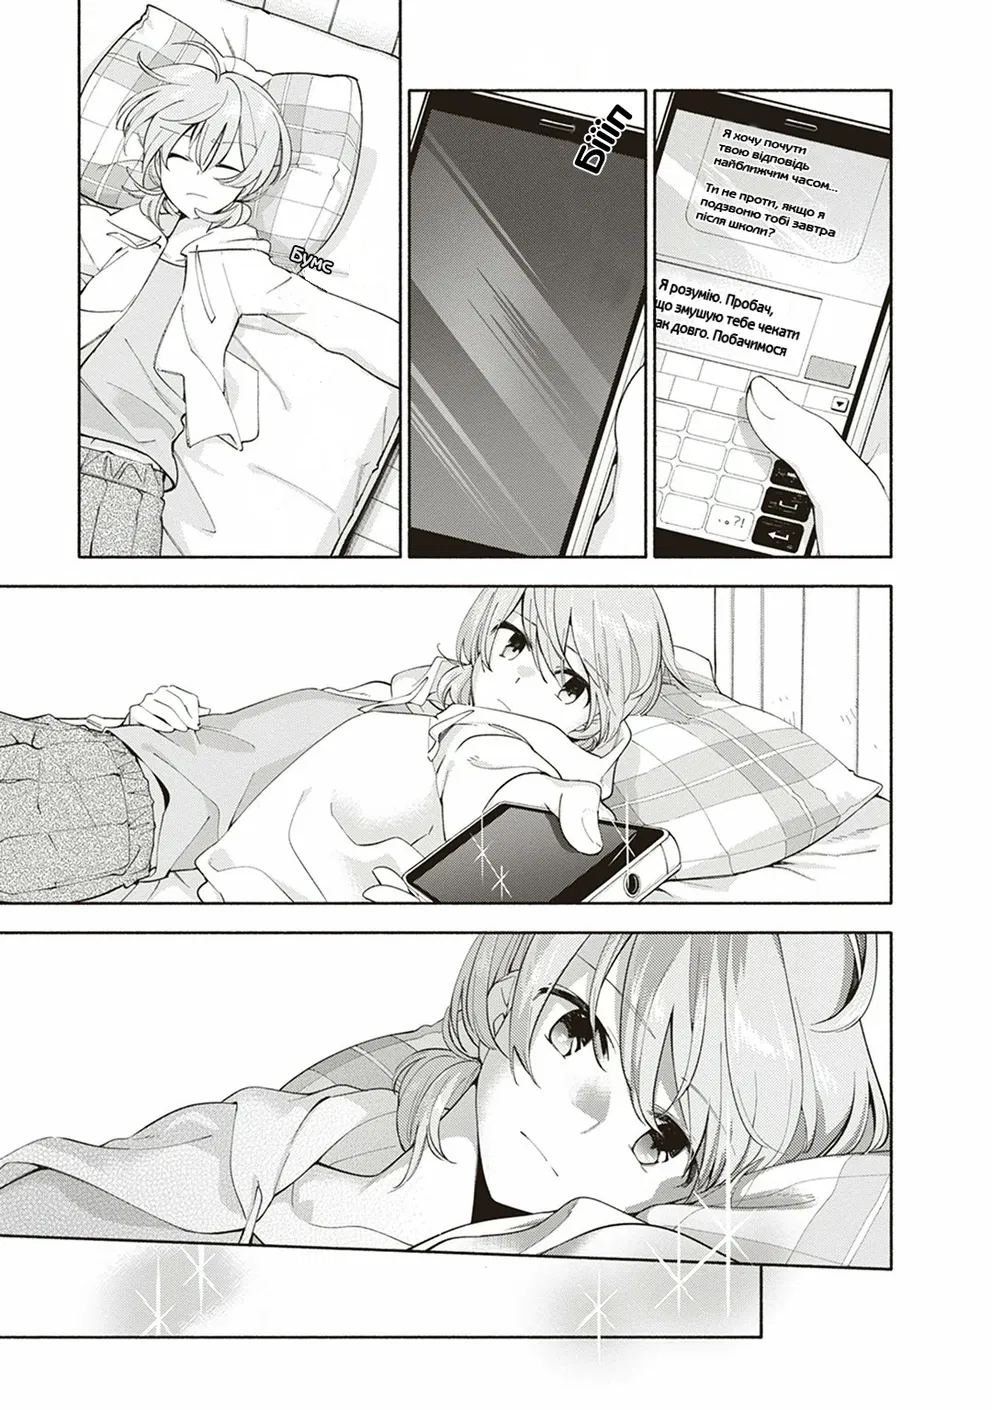 Я хочу почути
твою відповідь
найближчим часом...
Ти не проти, якщо я
подзвоню тобі завтра
після школи?
Я розумію. Пробач,
що змушую тебе чекати
так довго. Побачимося
.,?!
Бііііп
Бумс